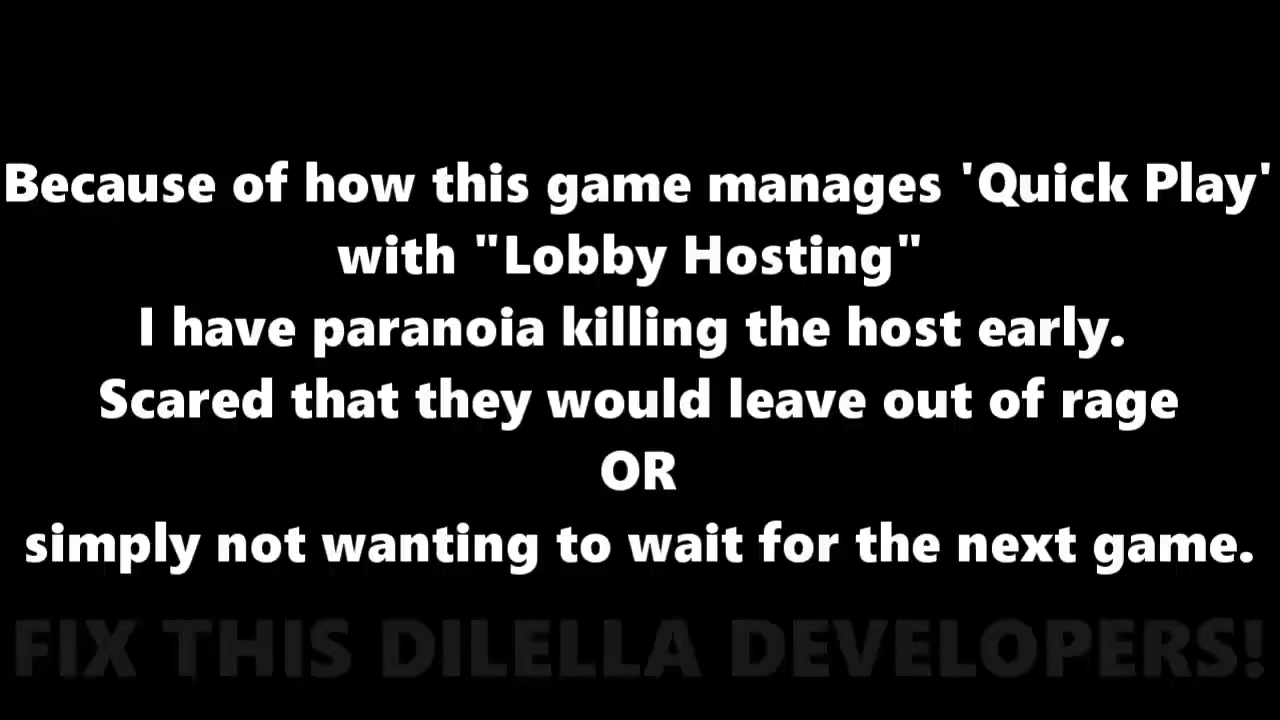 Because of how this game manages 'Quick Play'
with "Lobby Hosting"
I have paranoia killing the host early.
Scared that they would leave out of rage
OR
simply not wanting to wait for the next game.
FIX THIS DILELLA DEVELOPERS!